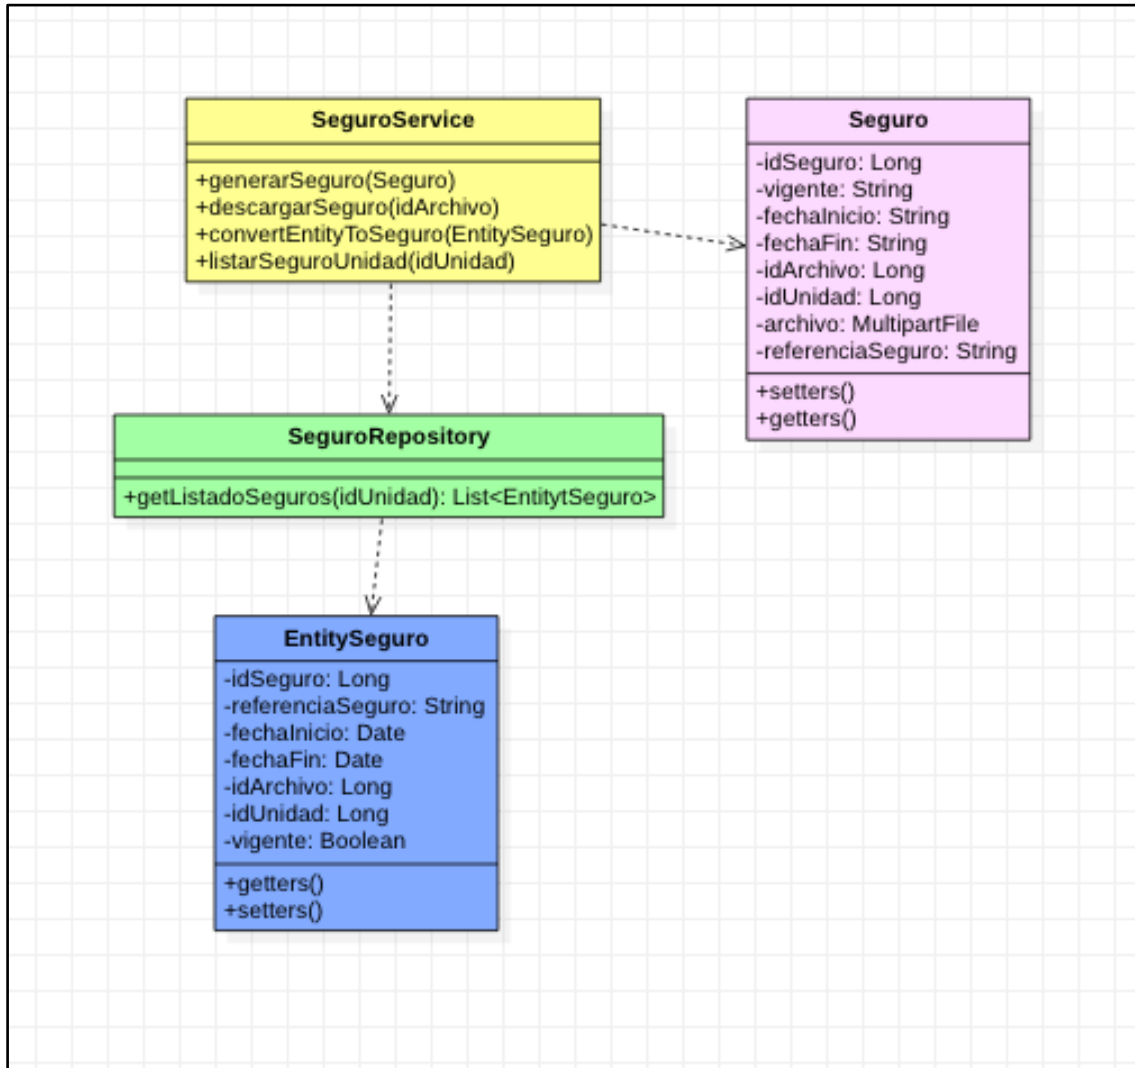 SeguroService
+generarSeguro(Seguro)
+descargarSeguro(idArchivo)
+convertEntityToSeguro(EntitySeguro)
+listarSeguroUnidad(idUnidad)
Seguro
-idSeguro: Long
-vigente: String
-fechaInicio: String
-fechaFin: String
-idArchivo: Long
-idUnidad: Long
-archivo: MultipartFile
-referenciaSeguro: String
+setters()
+getters()
SeguroRepository
+getListadoSeguros(idUnidad): List<EntitytSeguro>
EntitySeguro
-idSeguro: Long
-referenciaSeguro: String
-fechaInicio: Date
-fechaFin: Date
-idArchivo: Long
-idUnidad: Long
-vigente: Boolean
+getters()
+setters()